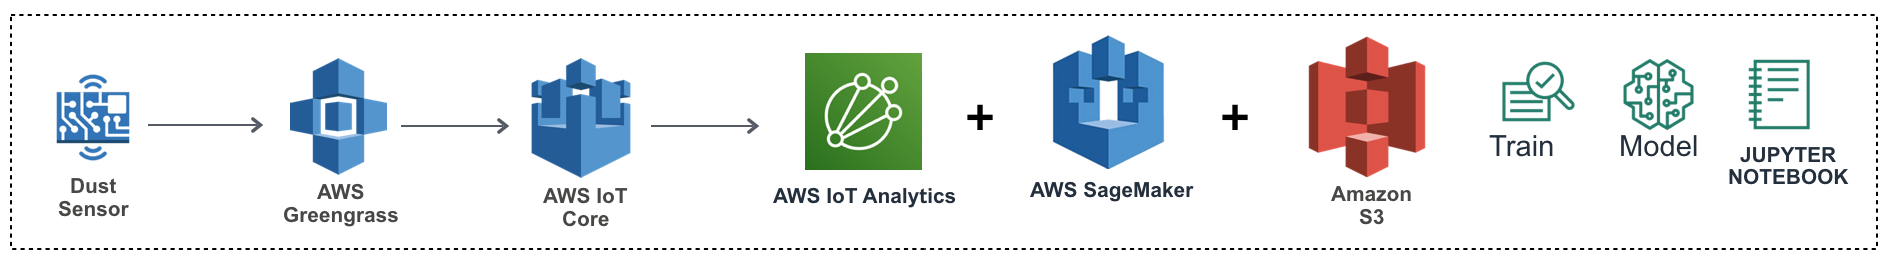 Dust
Sensor
AWS
Greengrass
AWS IoT
Core
AWS IoT Analytics
+
AWS SageMaker
+
Amazon
S3
Train
Model
JUPYTER
NOTEBOOK